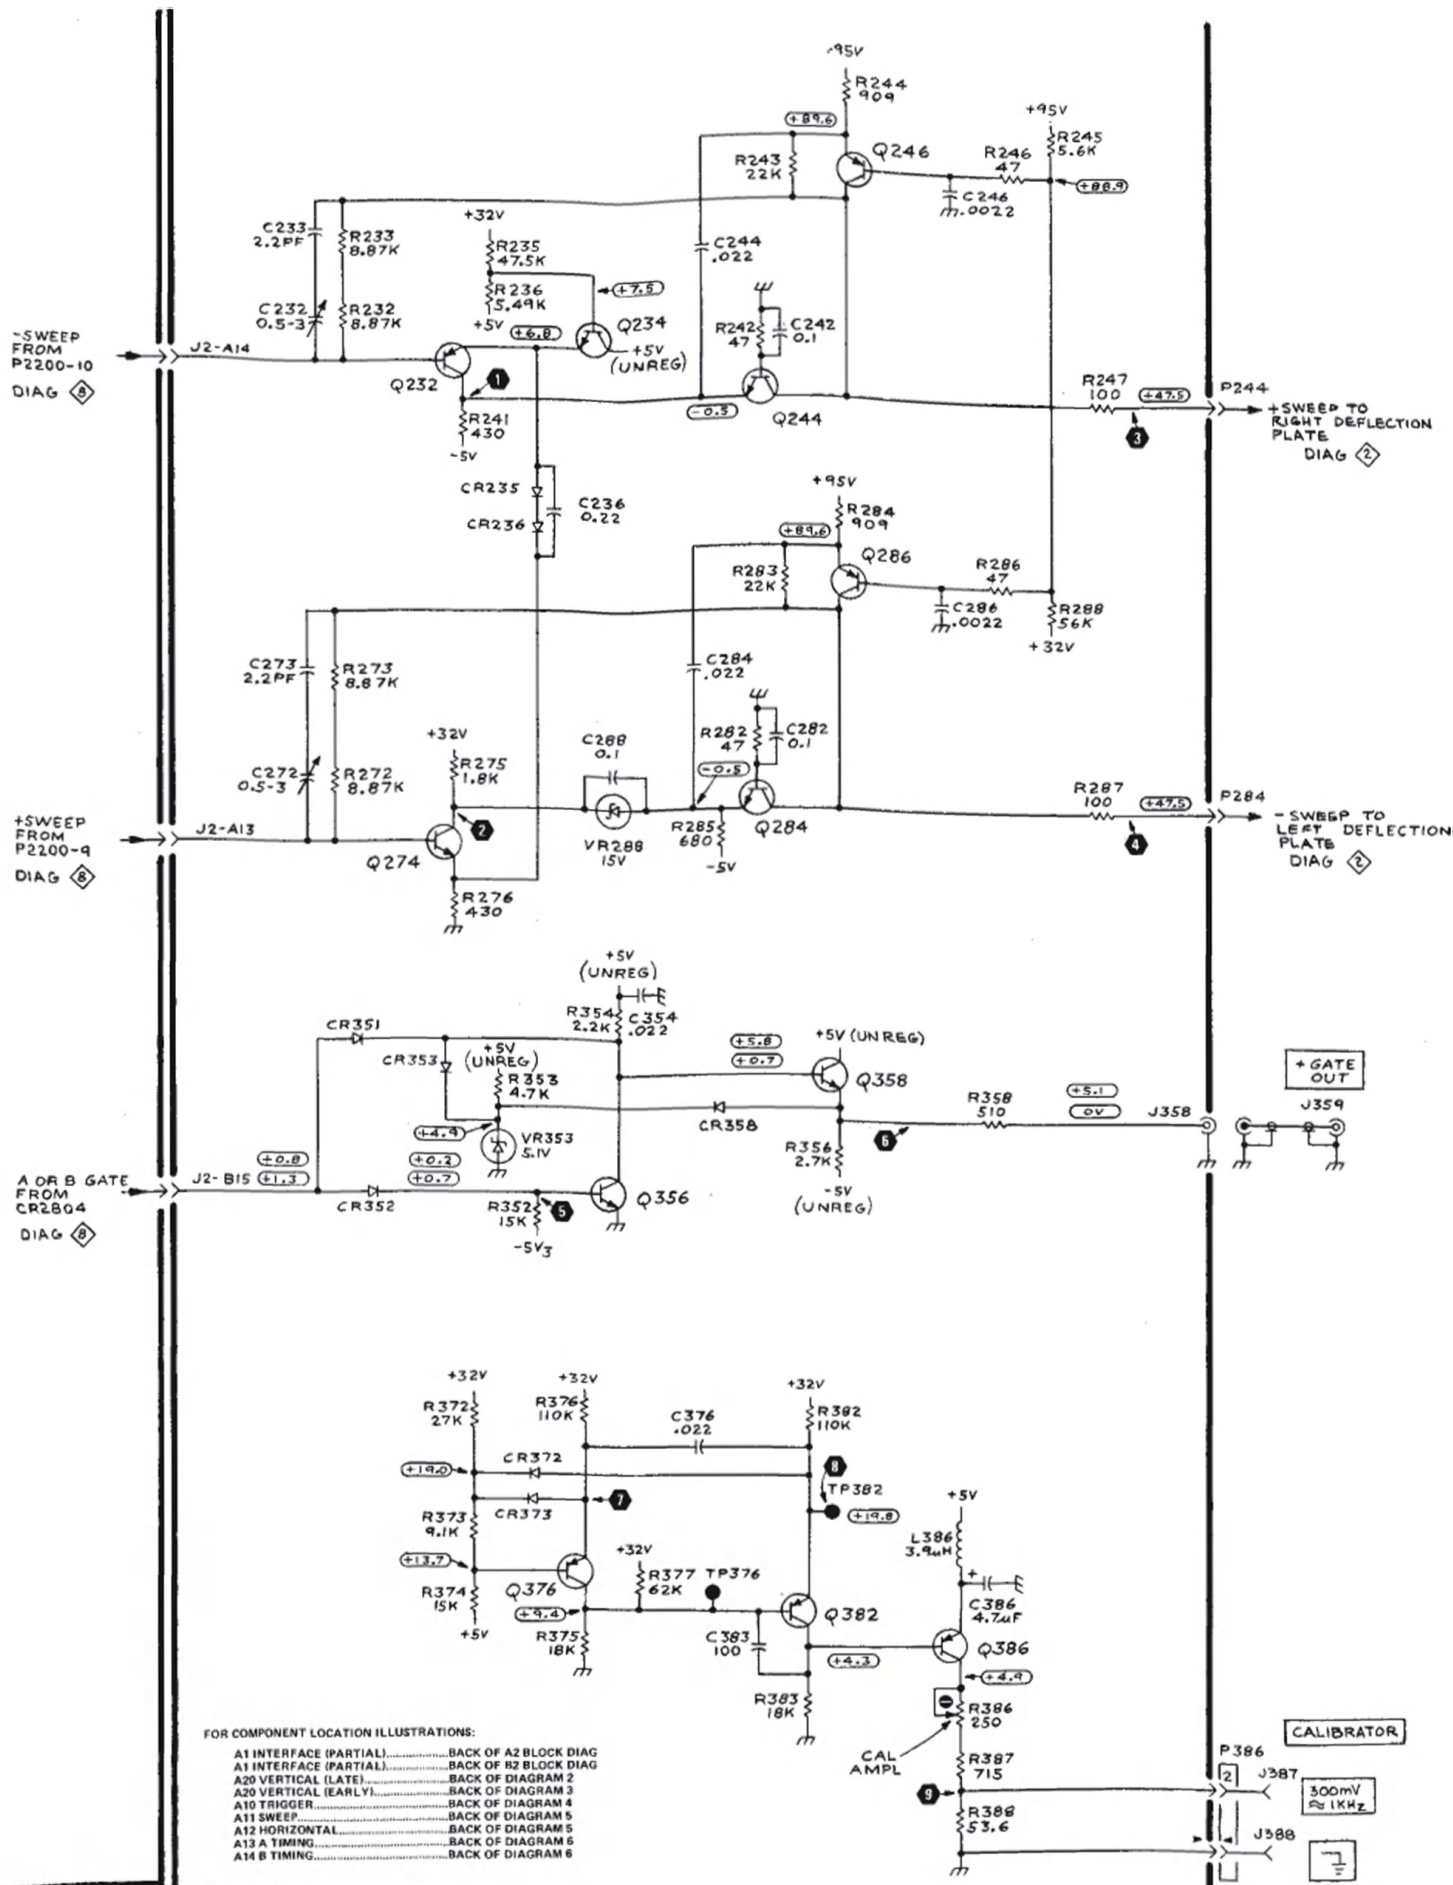 -95V
R244
909
+95V
+89.6
R245
5.6K
Q246
R246
47
R243
22K
+88.9
C246
.0022
+32V
C233
2.2PF
R233
8.87K
R235
47.5K
C244
.022
R236
5.49K
+7.5
C232
0.5-3
R232
8.87K
+5V
+6.8
Q234
R242
47
C242
0.1
-SWEEP
FROM
P2200-10
DIAG 8
J2-A14
+5V
(UNREG)
Q232
1
R247
100
+47.5
P244
R241
430
-5V
-0.5
Q244
3
+SWEEP TO
RIGHT DEFLECTION
PLATE
DIAG 2
CR235
CR236
C236
0.22
+95V
R284
909
+89.6
Q286
R283
22K
R286
47
C286
.0022
R288
56K
+32V
C273
2.2PF
R273
8.87K
C284
.022
+32V
C288
0.1
R282
47
C282
0.1
C272
0.5-3
R272
8.87K
R275
1.8K
-0.5
R287
100
+47.5
P284
+SWEEP
FROM
P2200-9
DIAG 8
J2-A13
2
Q274
VR288
15V
R285
680
-5V
Q284
4
-SWEEP TO
LEFT DEFLECTION
PLATE
DIAG 2
R276
430
+5V
(UNREG)
R354
2.2K
C354
.022
CR351
CR353
+5V
(UNREG)
R353
4.7K
+5.8
+0.7
+5V (UNREG)
Q358
+ GATE
OUT
CR358
R358
510
+5.1
0V
J358
J359
+4.9
VR353
5.1V
6
R356
2.7K
-5V
(UNREG)
A OR B GATE
FROM
CR2804
DIAG 8
J2-B15
+0.8
+1.3
+0.2
+0.7
CR352
R352
15K
5
-5V3
Q356
+32V
+32V
+32V
R372
27K
R376
110K
C376
.022
R382
110K
+19.0
CR372
8
TP382
CR373
7
+19.8
+5V
R373
9.1K
L386
3.9uH
+13.7
+32V
R377
62K
TP376
+
C386
4.7uF
R374
15K
Q376
+9.4
Q382
+5V
R375
18K
C383
100
+4.3
Q386
+4.9
R383
18K
R386
250
CAL
AMPL
R387
715
CALIBRATOR
P386
2
J387
300mV
≈1KHz
9
R388
53.6
J388
FOR COMPONENT LOCATION ILLUSTRATIONS:
A1 INTERFACE (PARTIAL)..................BACK OF A2 BLOCK DIAG
A1 INTERFACE (PARTIAL)..................BACK OF B2 BLOCK DIAG
A20 VERTICAL (LATE)......................BACK OF DIAGRAM 2
A20 VERTICAL (EARLY)....................BACK OF DIAGRAM 3
A10 TRIGGER................................BACK OF DIAGRAM 4
A11 SWEEP...................................BACK OF DIAGRAM 5
A12 HORIZONTAL............................BACK OF DIAGRAM 5
A13 A TIMING................................BACK OF DIAGRAM 6
A14 B TIMING................................BACK OF DIAGRAM 6